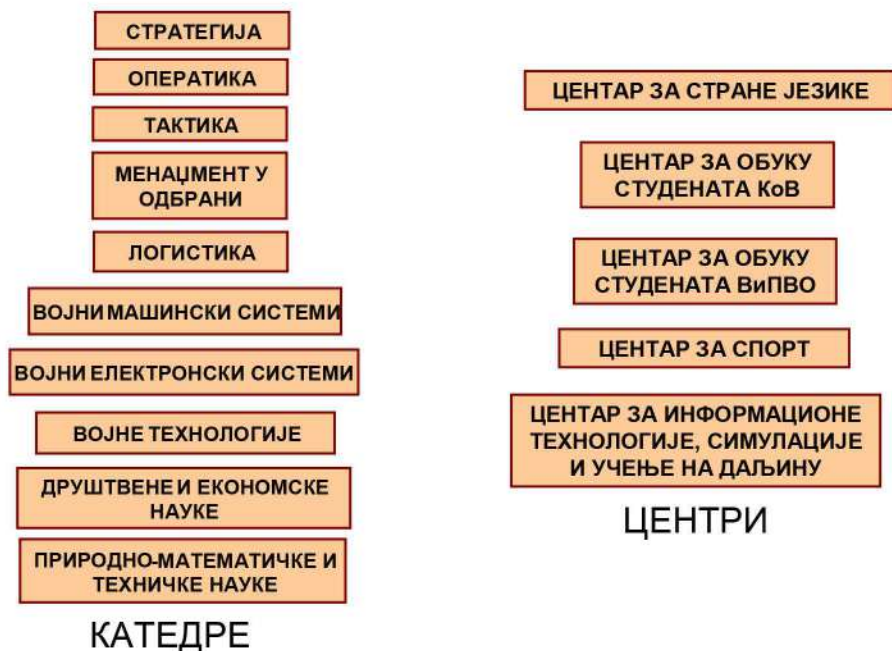 СТРАТЕГИЈА
ОПЕРАТИКА
ТАКТИКА
МЕНАЏМЕНТ У
ОДБРАНИ
ЛОГИСТИКА
ВОЈНИ МАШИНСКИ СИСТЕМИ
ВОЈНИ ЕЛЕКТРОНСКИ СИСТЕМИ
ВОЈНЕ ТЕХНОЛОГИЈЕ
ДРУШТВЕНЕ И ЕКОНОМСКЕ
НАУКЕ
ПРИРОДНО-МАТЕМАТИЧКЕ И
ТЕХНИЧКЕ НАУКЕ
КАТЕДРЕ
ЦЕНТАР ЗА СТРАНЕ ЈЕЗИКЕ
ЦЕНТАР ЗА ОБУКУ
СТУДЕНАТА КоВ
ЦЕНТАР ЗА ОБУКУ
СТУДЕНАТА ВиПВО
ЦЕНТАР ЗА СПОРТ
ЦЕНТАР ЗА ИНФОРМАЦИОНЕ
ТЕХНОЛОГИЈЕ, СИМУЛАЦИЈЕ
И УЧЕЊЕ НА ДАЉИНУ
ЦЕНТРИ